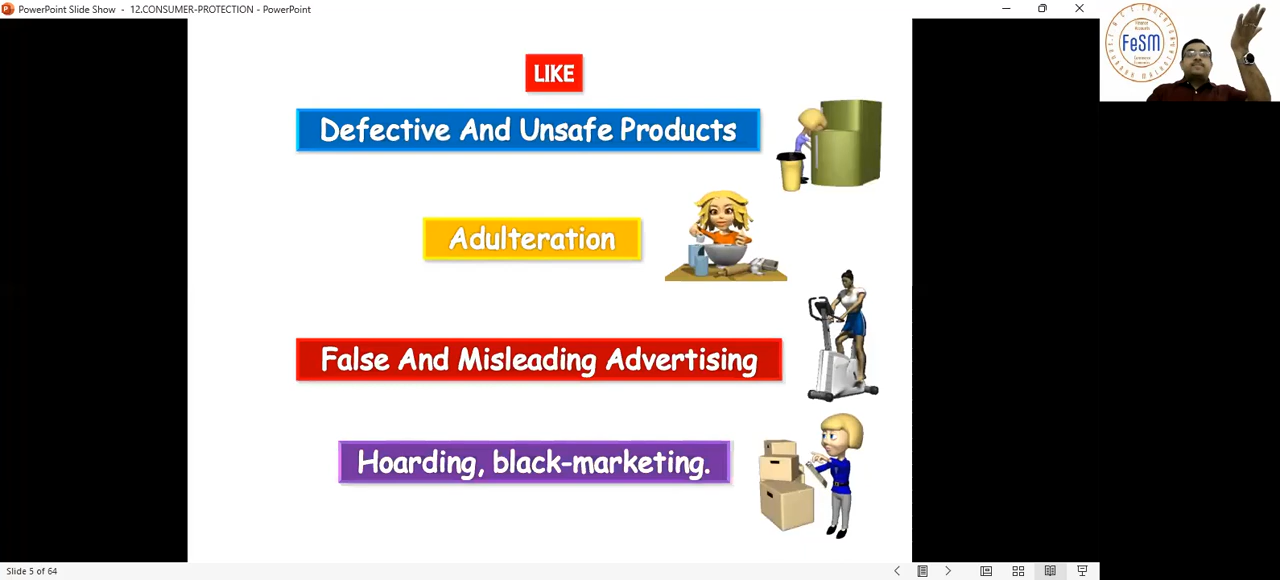 PowerPoint Slide Show - 12.CONSUMER-PROTECTION - PowerPoint
LIKE
Defective And Unsafe Products
Adulteration
False And Misleading Advertising
Hoarding, black-marketing.
FeSM
Slide 5 of 64